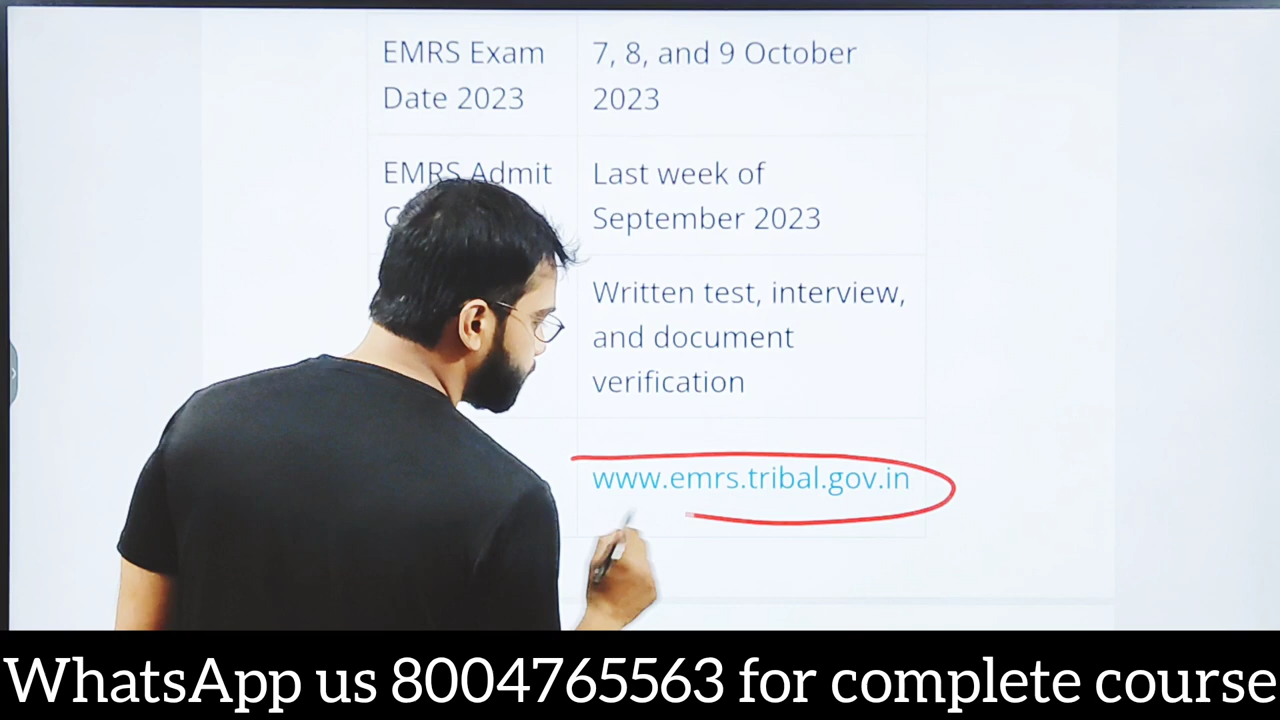 EMRS Exam
Date 2023
7, 8, and 9 October
2023
EMRS Admit
Last week of
September 2023
Written test, interview,
and document
verification
www.emrs.tribal.gov.in
WhatsApp us 8004765563 for complete course